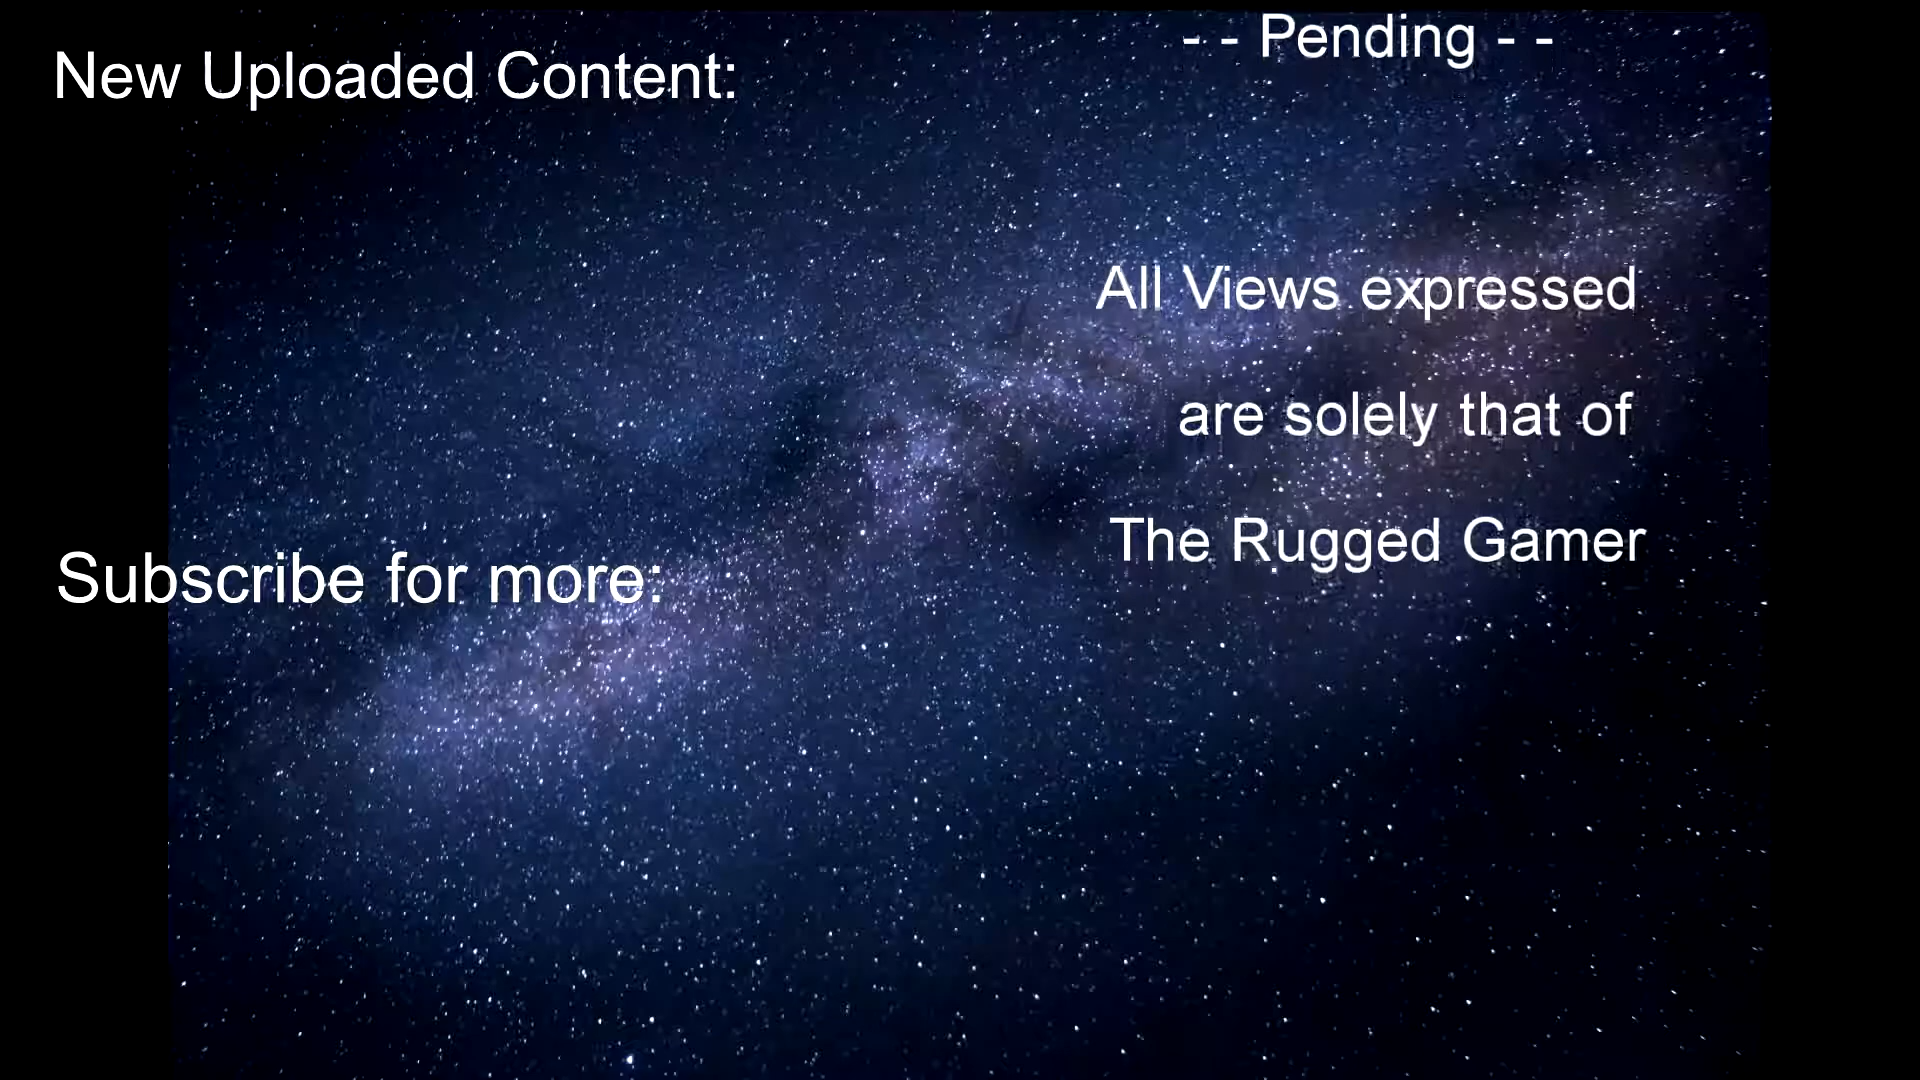 New Uploaded Content:
Subscribe for more:
- - Pending - -
All Views expressed
are solely that of
The Rugged Gamer